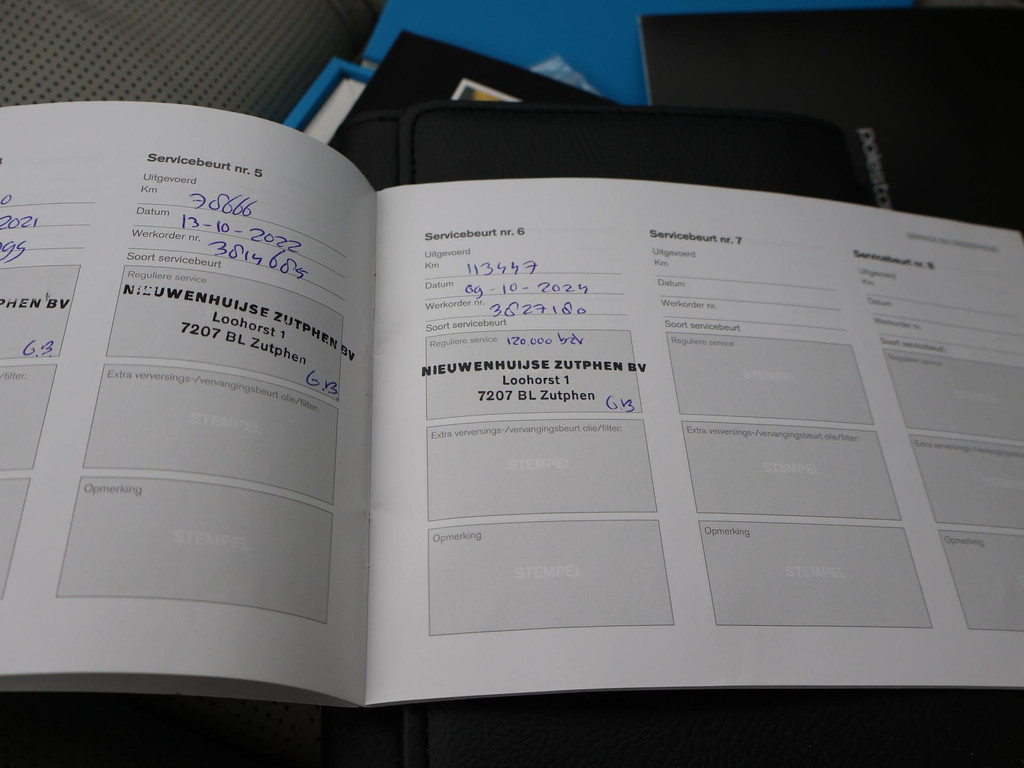 2021
PHEN BV
G.B
/filter:
Servicebeurt nr. 5
Uitgevoerd
Km 78666
Datum 13-10-2022
Werkorder nr. 3814684
Soort servicebeurt
Reguliere service
NIEUWENHUIJSE ZUTPHEN BV
Loohorst 1
7207 BL Zutphen
G.B
Extra verversings-/vervangingsbeurt olie/filter:
STEMPEL
Opmerking
STEMPEL
Servicebeurt nr. 6
Uitgevoerd
Km 113447
Datum 09-10-2024
Werkorder nr. 3827180
Soort servicebeurt
Reguliere service 120,000 
NIEUWENHUIJSE ZUTPHEN BV
Loohorst 1
7207 BL Zutphen
G.B
Extra verversings-/vervangingsbeurt olie/filter:
STEMPEL
Opmerking
STEMPEL
Servicebeurt nr. 7
Uitgevoerd
Km
Datum
Werkorder nr.
Soort servicebeurt
Reguliere service
STEMPEL
Extra verversings-/vervangingsbeurt olie/filter:
STEMPEL
Opmerking
STEMPEL
Servicebeurt nr. 8
Uitgevoerd
Km
Datum
Werkorder nr.
Soort servicebeurt
Reguliere service
Opmerking